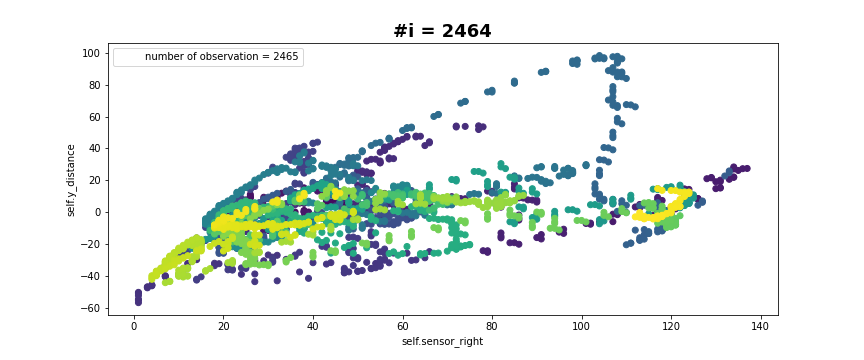 #i = 2464
number of observation = 2465
100
80
60
40
20
0
−20
−40
−60
self.y_distance
0 20 40 60 80 100 120 140
self.sensor_right